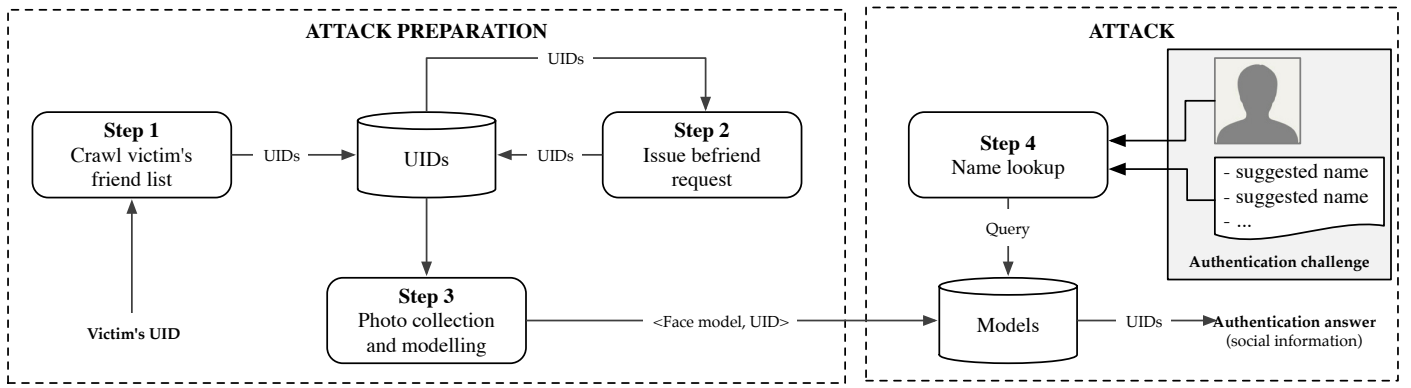 ATTACK PREPARATION
UIDs
Step 1
Crawl victim's
friend list
UIDs
UIDs
UIDs
Step 2
Issue befriend
request
Victim's UID
Step 3
Photo collection
and modelling
<Face model, UID>
ATTACK
Step 4
Name lookup
- suggested name
- suggested name
- ...
Authentication challenge
Query
Models
UIDs
Authentication answer
(social information)